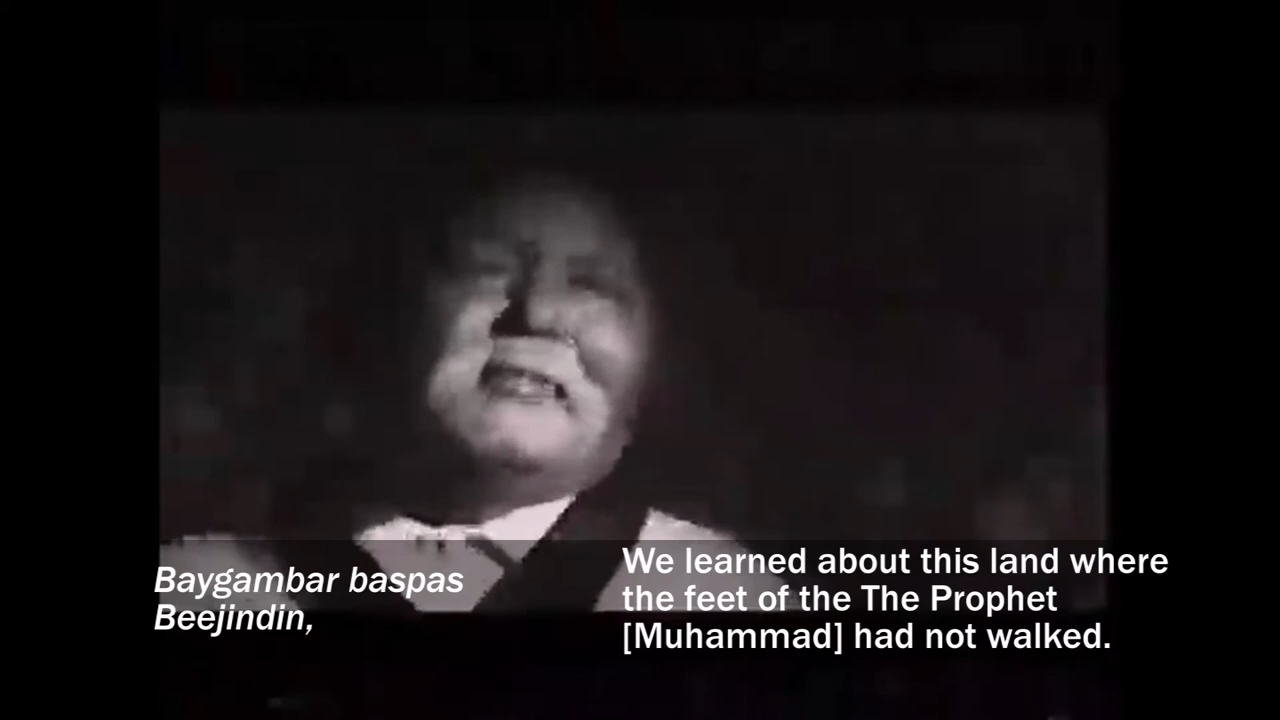 Baygambar baspas
Beejindin,
We learned about this land where
the feet of the The Prophet
[Muhammad] had not walked.